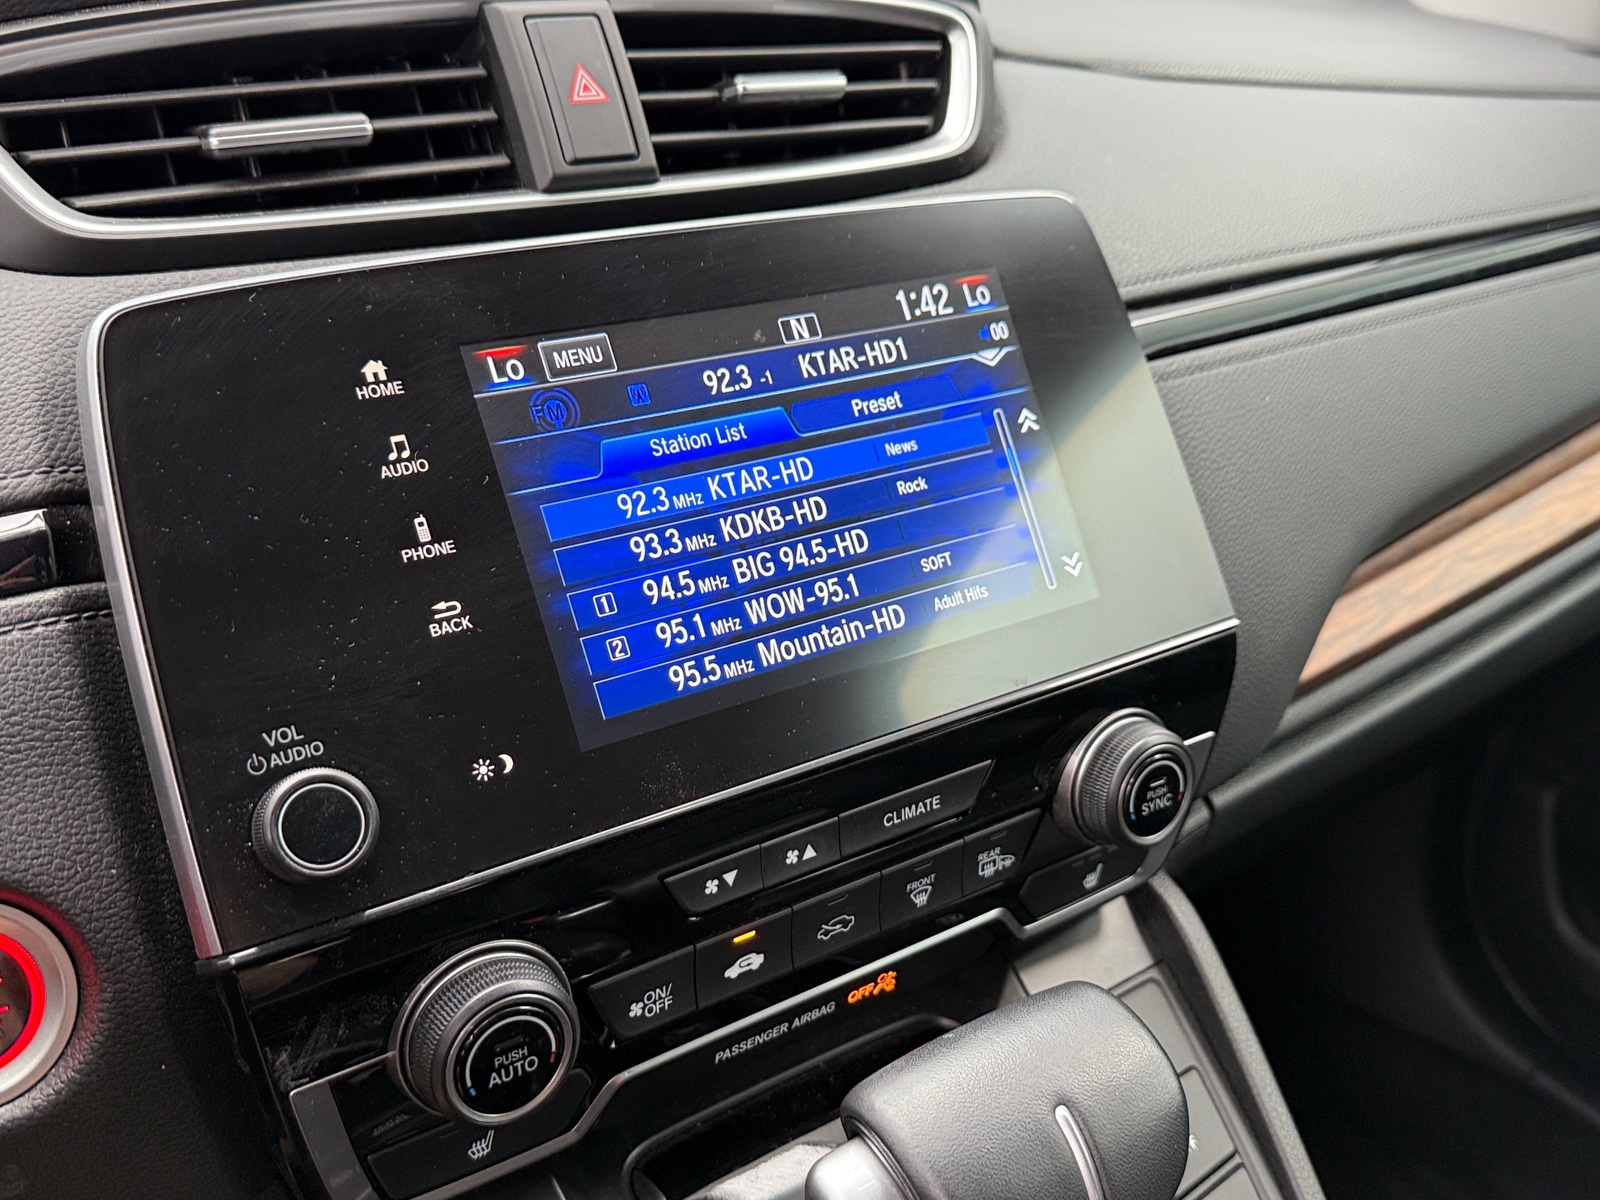 1:42 Lo
Lo MENU N 00
FM 92.3 -1 KTAR-HD1
Station List Preset
92.3 MHz KTAR-HD News
93.3 MHz KDKB-HD Rock
1 94.5 MHz BIG 94.5-HD
2 95.1 MHz WOW-95.1 SOFT
95.5 MHz Mountain-HD Adult Hits
HOME
AUDIO
PHONE
BACK
VOL
AUDIO
CLIMATE
PUSH
SYNC
FRONT
REAR
ON/
OFF
PUSH
AUTO
PASSENGER AIRBAG OFF